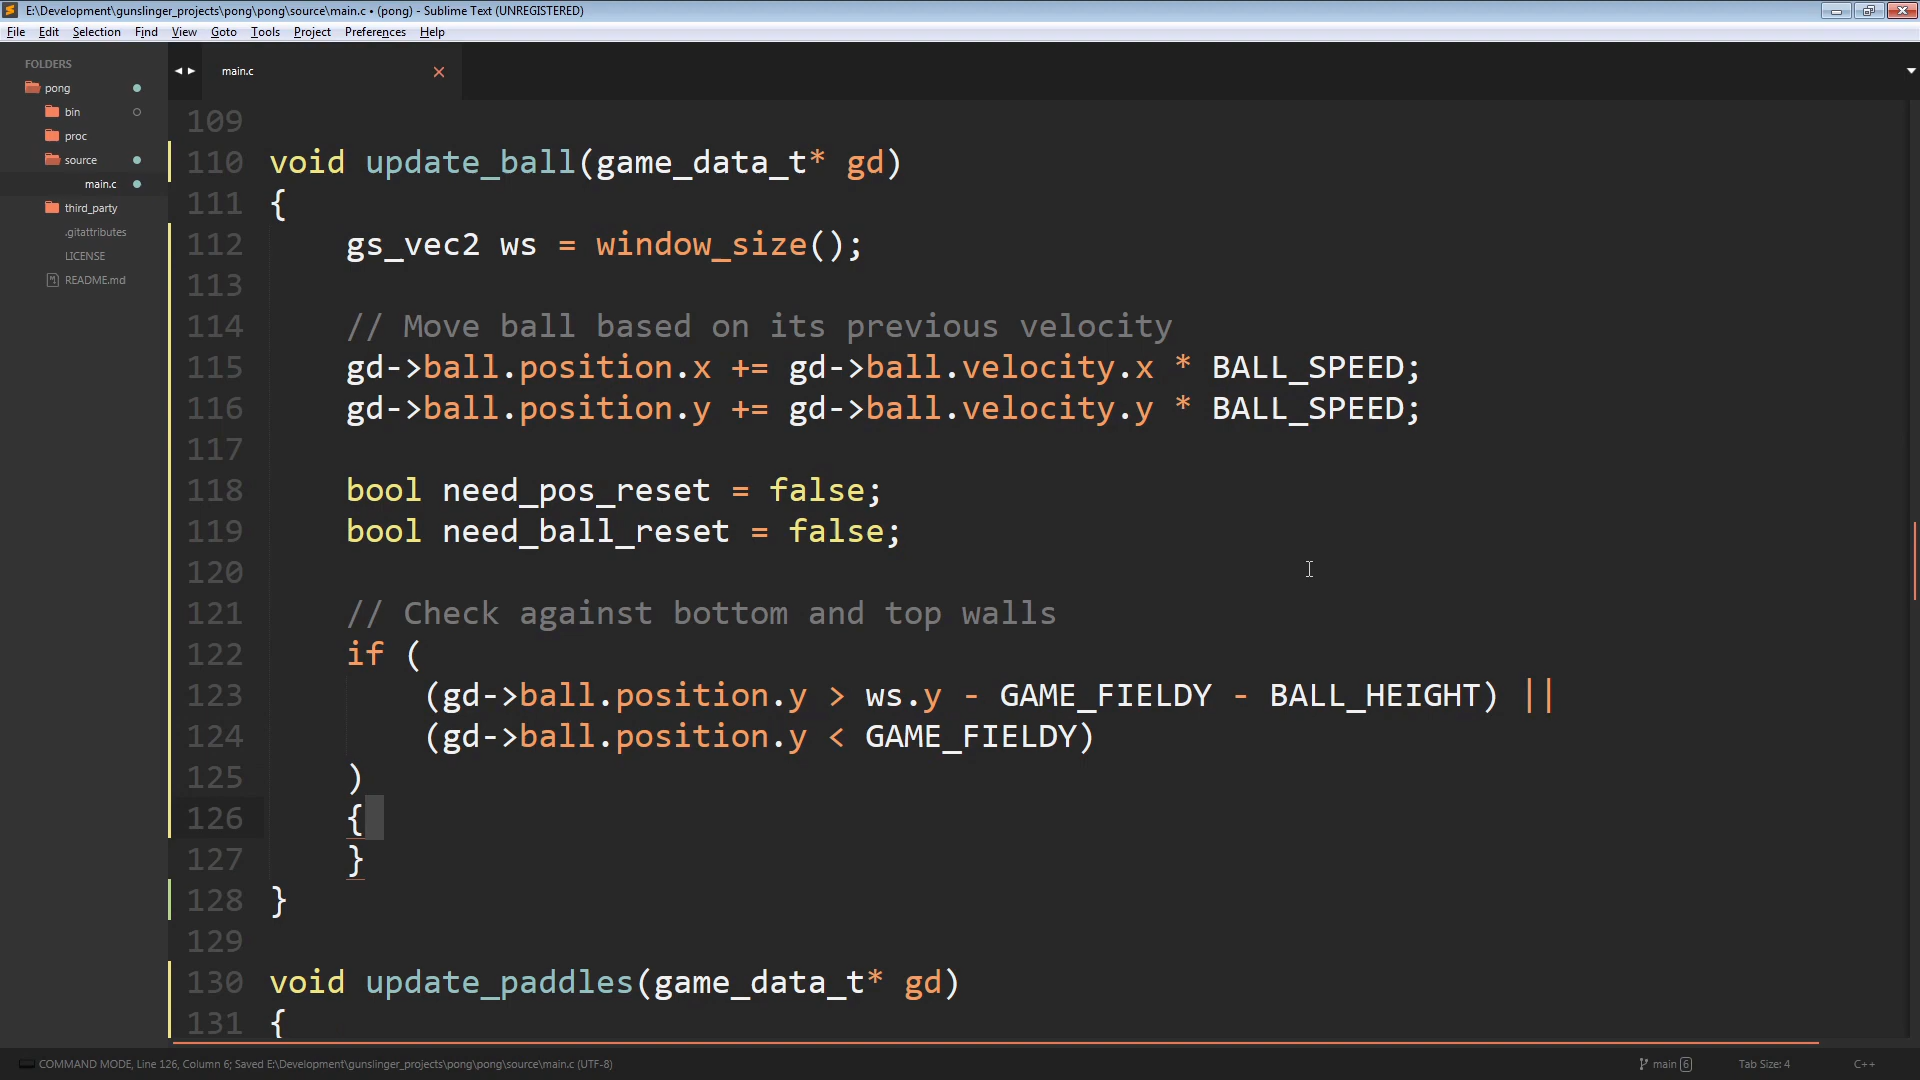 E:\Development\gunslinger_projects\pong\pong\source\main.c • (pong) - Sublime Text (UNREGISTERED)
File Edit Selection Find View Goto Tools Project Preferences Help
FOLDERS
pong
bin
proc
source
main.c
third_party
.gitattributes
LICENSE
README.md
main.c
109
110 void update_ball(game_data_t* gd)
111 {
112     gs_vec2 ws = window_size();
113
114     // Move ball based on its previous velocity
115     gd->ball.position.x += gd->ball.velocity.x * BALL_SPEED;
116     gd->ball.position.y += gd->ball.velocity.y * BALL_SPEED;
117
118     bool need_pos_reset = false;
119     bool need_ball_reset = false;
120
121     // Check against bottom and top walls
122     if (
123         (gd->ball.position.y > ws.y - GAME_FIELDY - BALL_HEIGHT) ||
124         (gd->ball.position.y < GAME_FIELDY)
125     )
126     {
127     }
128 }
129
130 void update_paddles(game_data_t* gd)
131 {
COMMAND MODE, Line 126, Column 6; Saved E:\Development\gunslinger_projects\pong\pong\source\main.c (UTF-8)
main 6
Tab Size: 4
C++